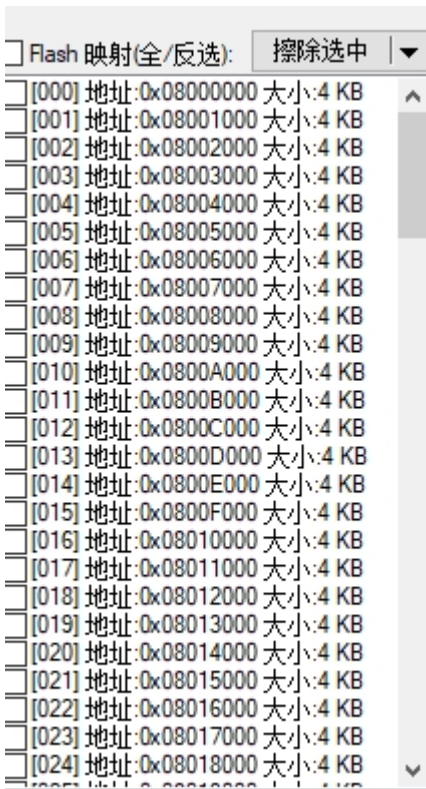 Flash 映射(全/反选): 擦除选中
[000] 地址:0x08000000 大小:4 KB
[001] 地址:0x08001000 大小:4 KB
[002] 地址:0x08002000 大小:4 KB
[003] 地址:0x08003000 大小:4 KB
[004] 地址:0x08004000 大小:4 KB
[005] 地址:0x08005000 大小:4 KB
[006] 地址:0x08006000 大小:4 KB
[007] 地址:0x08007000 大小:4 KB
[008] 地址:0x08008000 大小:4 KB
[009] 地址:0x08009000 大小:4 KB
[010] 地址:0x0800A000 大小:4 KB
[011] 地址:0x0800B000 大小:4 KB
[012] 地址:0x0800C000 大小:4 KB
[013] 地址:0x0800D000 大小:4 KB
[014] 地址:0x0800E000 大小:4 KB
[015] 地址:0x0800F000 大小:4 KB
[016] 地址:0x08010000 大小:4 KB
[017] 地址:0x08011000 大小:4 KB
[018] 地址:0x08012000 大小:4 KB
[019] 地址:0x08013000 大小:4 KB
[020] 地址:0x08014000 大小:4 KB
[021] 地址:0x08015000 大小:4 KB
[022] 地址:0x08016000 大小:4 KB
[023] 地址:0x08017000 大小:4 KB
[024] 地址:0x08018000 大小:4 KB